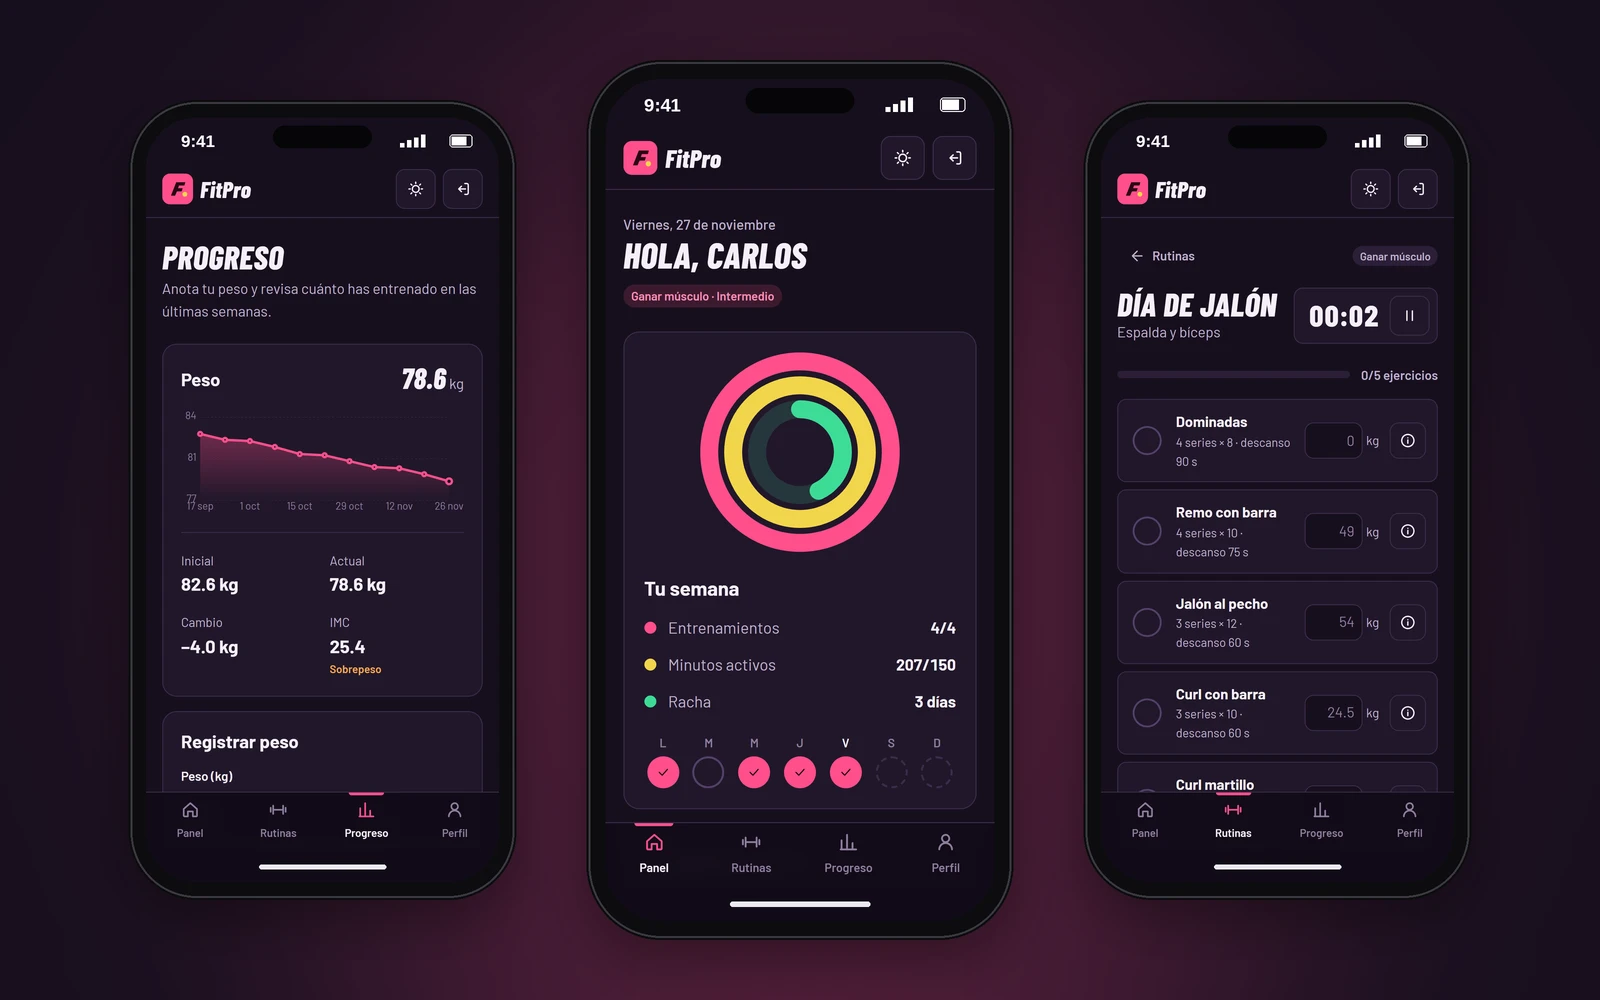 9:41
F.
FitPro
PROGRESO
Anota tu peso y revisa cuánto has entrenado en las
últimas semanas.
Peso
78.6 kg
84
81
77
17 sep
1 oct
15 oct
29 oct
12 nov
26 nov
Inicial
Actual
82.6 kg
78.6 kg
Cambio
IMC
−4.0 kg
25.4
Sobrepeso
Registrar peso
Peso (kg)
Panel
Rutinas
Progreso
Perfil
9:41
F.
FitPro
Viernes, 27 de noviembre
HOLA, CARLOS
Ganar músculo · Intermedio
Tu semana
Entrenamientos
4/4
Minutos activos
207/150
Racha
3 días
L M M J V S D
Panel
Rutinas
Progreso
Perfil
9:41
F.
FitPro
Rutinas
Ganar músculo
DÍA DE JALÓN
Espalda y bíceps
00:02
0/5 ejercicios
Dominadas
4 series × 8 · descanso
90 s
0 kg
Remo con barra
4 series × 10 ·
descanso 75 s
49 kg
Jalón al pecho
3 series × 12 ·
descanso 60 s
54 kg
Curl con barra
3 series × 10 ·
descanso 60 s
24.5 kg
Curl martillo
Panel
Rutinas
Progreso
Perfil